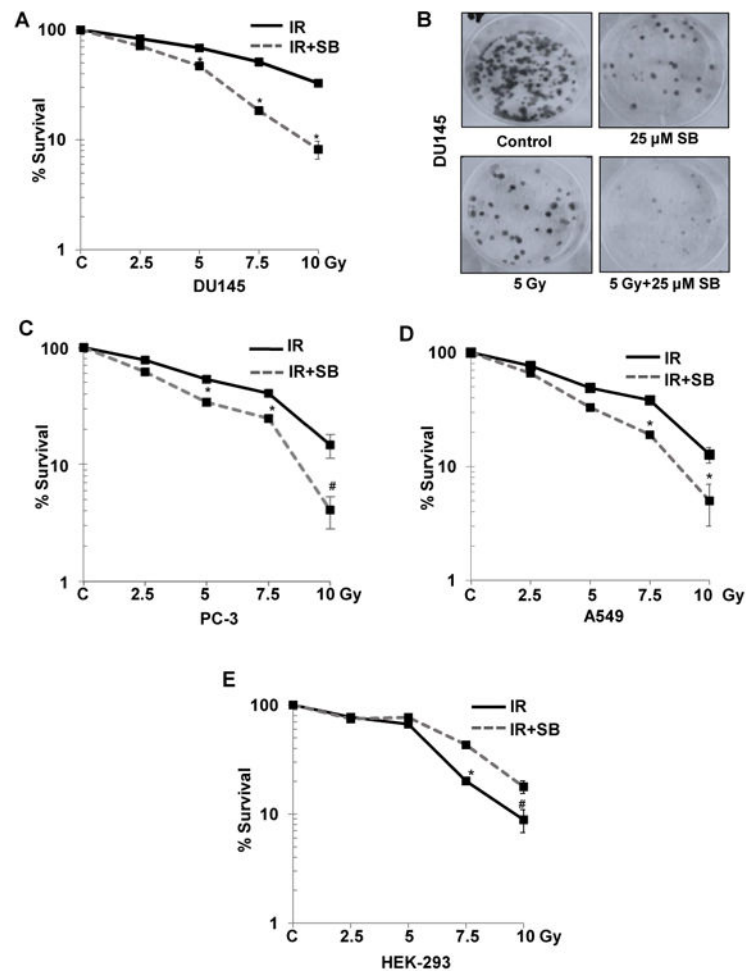 A
100
10
1
% Survival
IR
IR+SB
*
*
*
C 2.5 5 7.5 10 Gy
DU145
B
DU145
Control
25 µM SB
5 Gy
5 Gy+25 µM SB
C
100
10
1
% Survival
IR
IR+SB
*
*
#
C 2.5 5 7.5 10 Gy
PC-3
D
100
10
1
% Survival
IR
IR+SB
*
*
C 2.5 5 7.5 10 Gy
A549
E
100
10
1
% Survival
IR
IR+SB
*
#
C 2.5 5 7.5 10 Gy
HEK-293